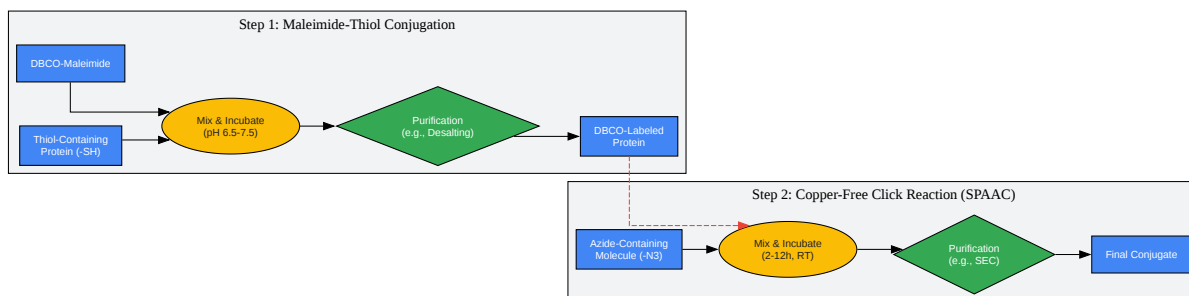 Step 1: Maleimide-Thiol Conjugation
DBCO-Maleimide
Thiol-Containing
Protein (-SH)
Mix & Incubate
(pH 6.5-7.5)
Purification
(e.g., Desalting)
DBCO-Labeled
Protein
Step 2: Copper-Free Click Reaction (SPAAC)
Azide-Containing
Molecule (-N3)
Mix & Incubate
(2-12h, RT)
Purification
(e.g., SEC)
Final Conjugate